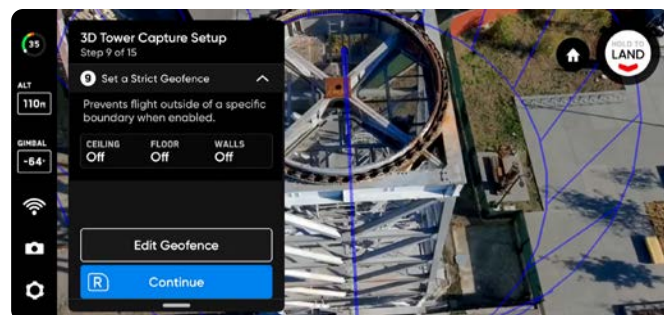 35
ALT
110ft
GIMBAL
-64°
3D Tower Capture Setup
Step 9 of 15
9 Set a Strict Geofence
Prevents flight outside of a specific
boundary when enabled.
CEILING FLOOR WALLS
Off Off Off
Edit Geofence
R Continue
HOLD TO
LAND